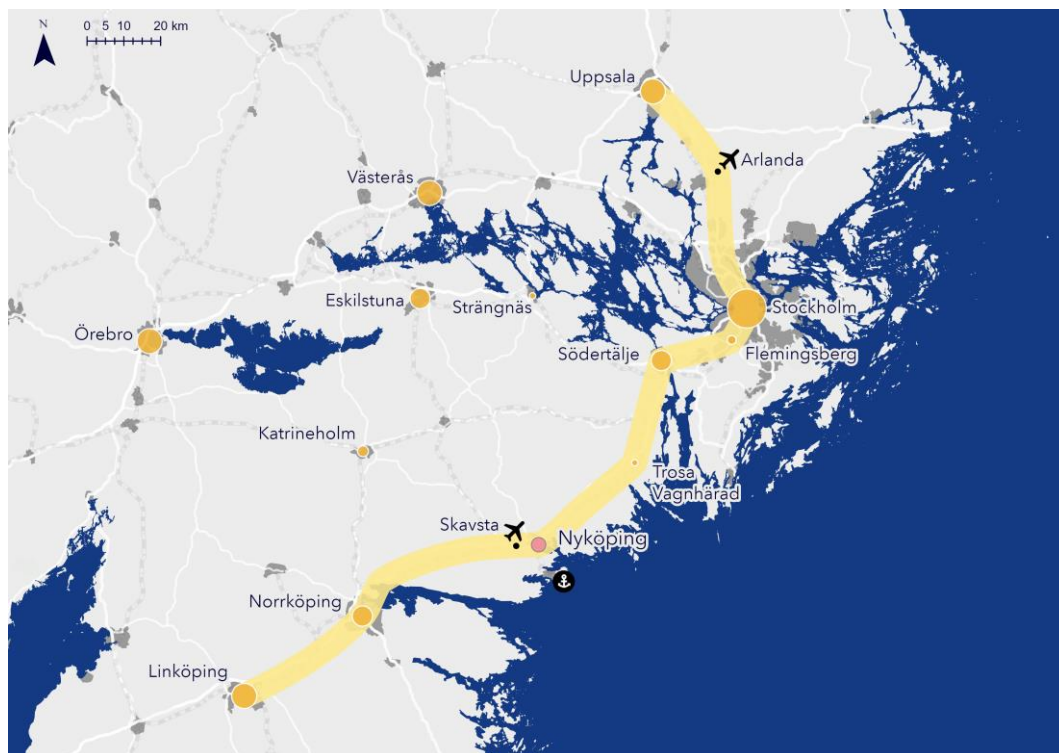 N
0 5 10 20 km
Uppsala
Arlanda
Västerås
Eskilstuna
Strängnäs
Stockholm
Örebro
Södertälje
Flemingsberg
Katrineholm
Trosa
Vagnhärad
Skavsta
Nyköping
Norrköping
Linköping